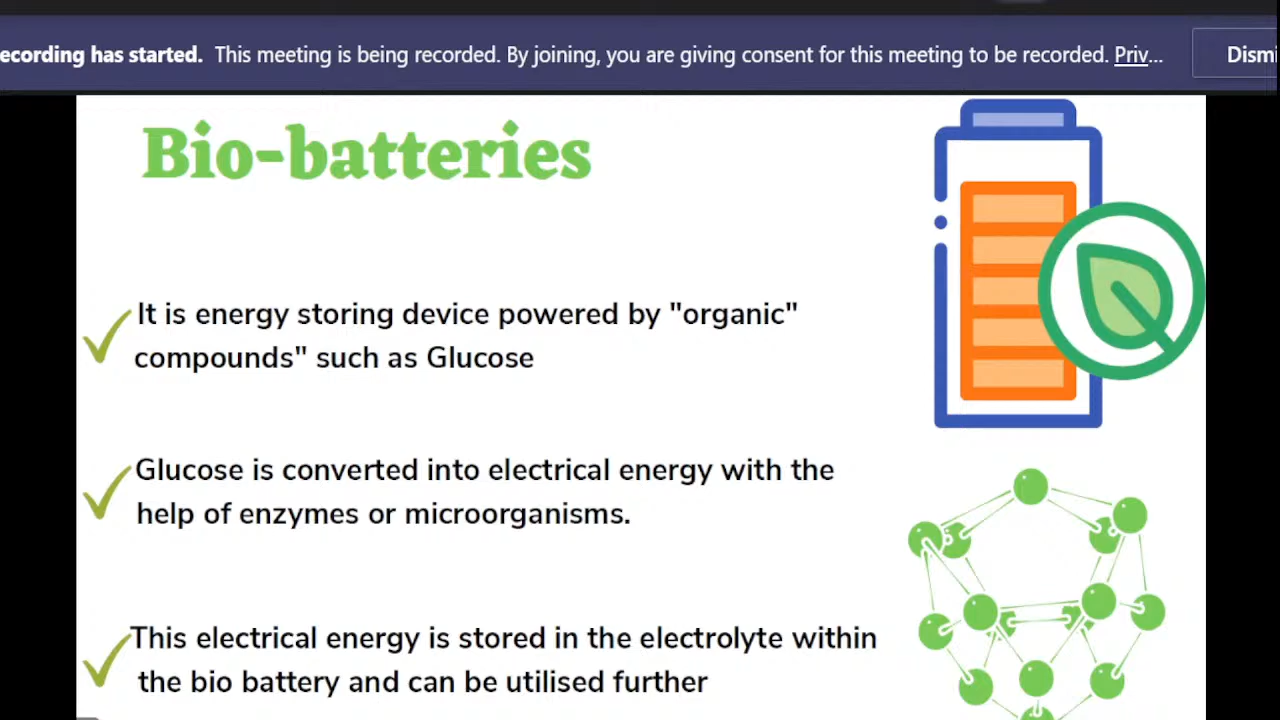 ecording has started. This meeting is being recorded. By joining, you are giving consent for this meeting to be recorded. Priv...
Dismi
Bio-batteries
It is energy storing device powered by "organic"
compounds" such as Glucose
Glucose is converted into electrical energy with the
help of enzymes or microorganisms.
This electrical energy is stored in the electrolyte within
the bio battery and can be utilised further